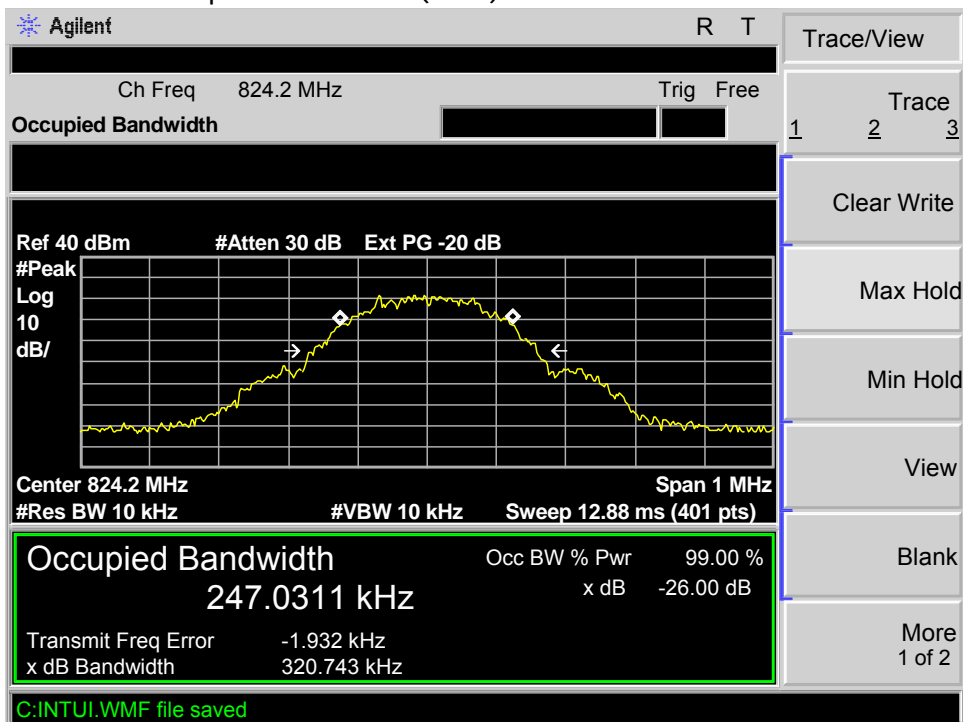 Agilent R T
Trace/View
Ch Freq 824.2 MHz Trig Free
Occupied Bandwidth
Trace
1 2 3
Clear Write
Ref 40 dBm #Atten 30 dB Ext PG -20 dB
#Peak
Log
10
dB/
Max Hold
Min Hold
View
Center 824.2 MHz Span 1 MHz
#Res BW 10 kHz #VBW 10 kHz Sweep 12.88 ms (401 pts)
Occupied Bandwidth
247.0311 kHz
Occ BW % Pwr 99.00 %
x dB -26.00 dB
Transmit Freq Error -1.932 kHz
x dB Bandwidth 320.743 kHz
Blank
More
1 of 2
C:INTUI.WMF file saved